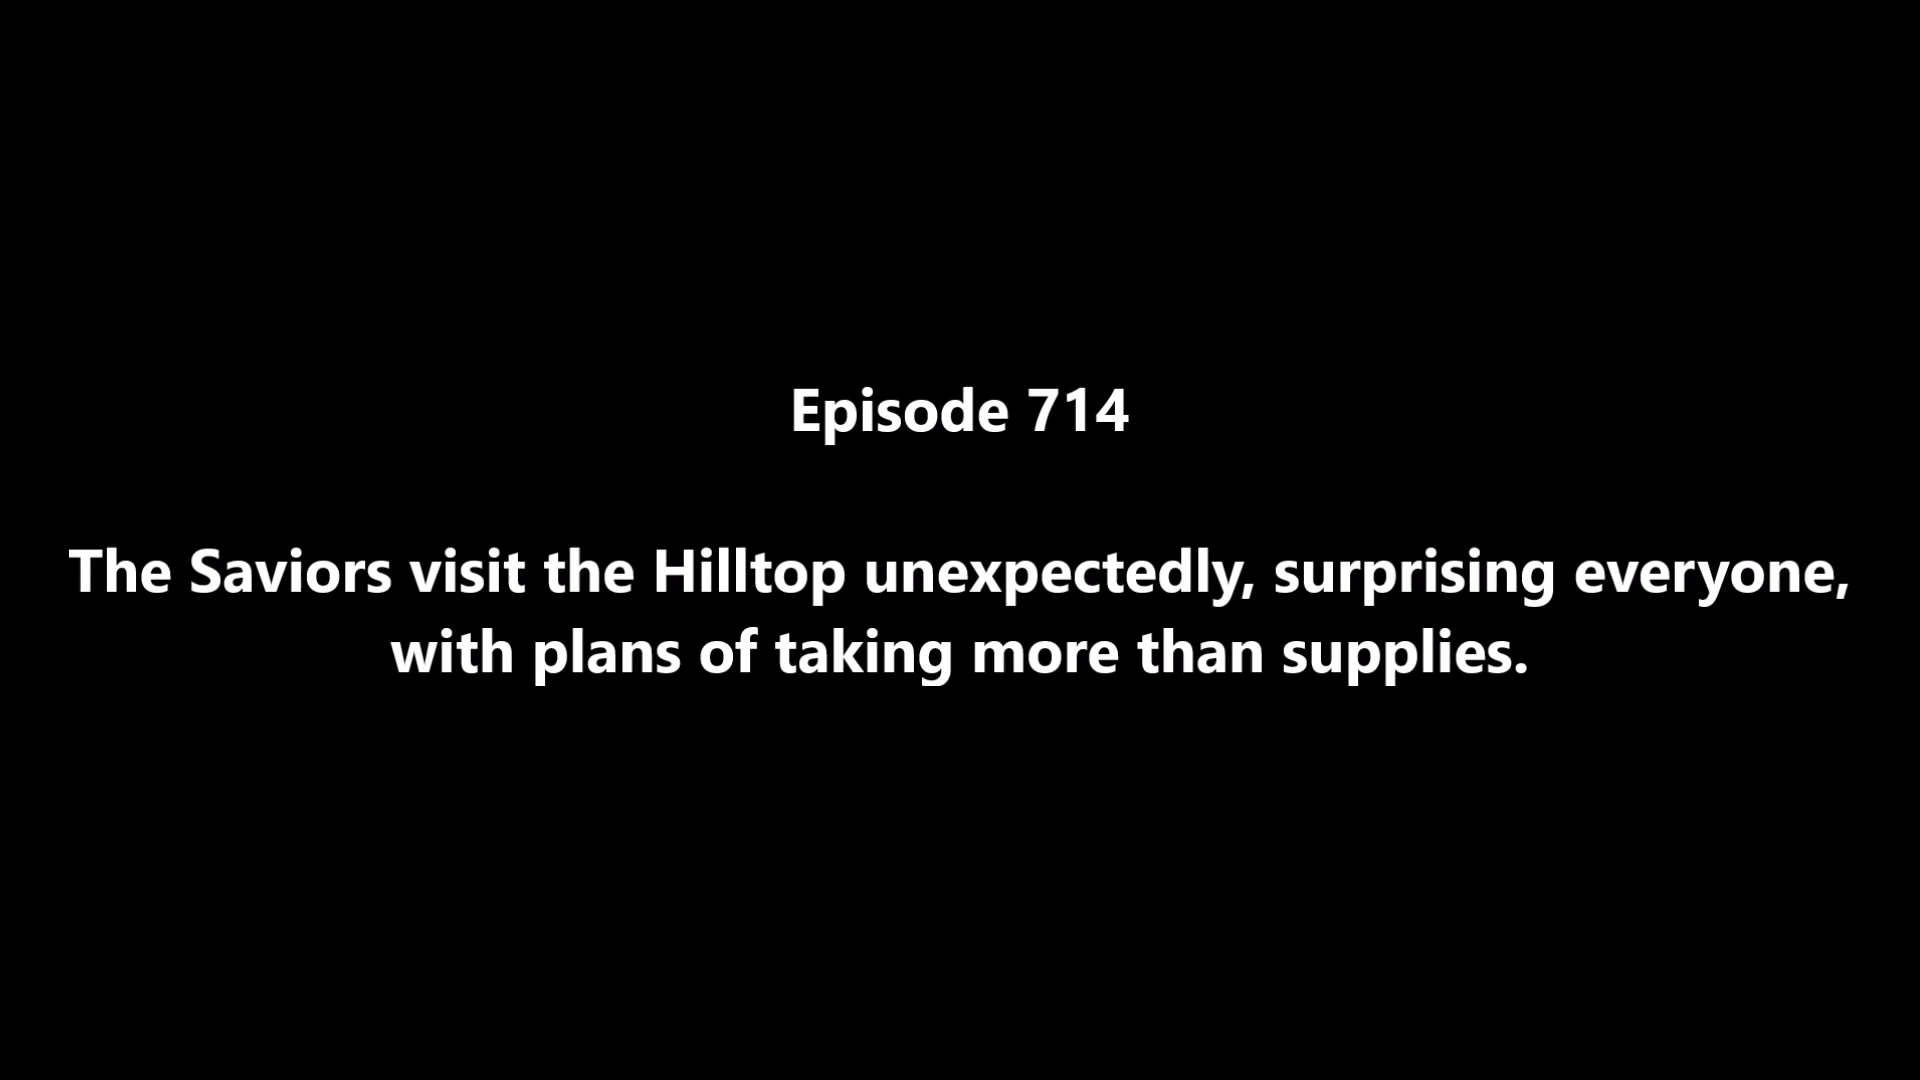 Episode 714
The Saviors visit the Hilltop unexpectedly, surprising everyone,
with plans of taking more than supplies.